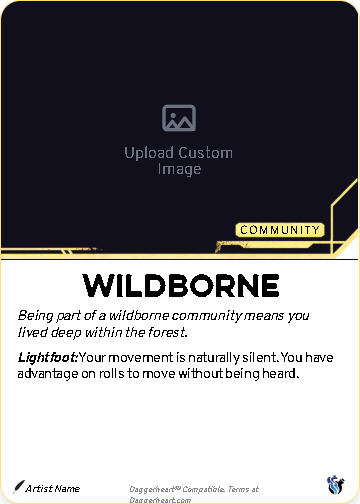 Upload Custom
Image
COMMUNITY
WILDBORNE
Being part of a wildborne community means you
lived deep within the forest.
Lightfoot: Your movement is naturally silent. You have
advantage on rolls to move without being heard.
Artist Name
Daggerheart™ Compatible. Terms at
Daggerheart.com